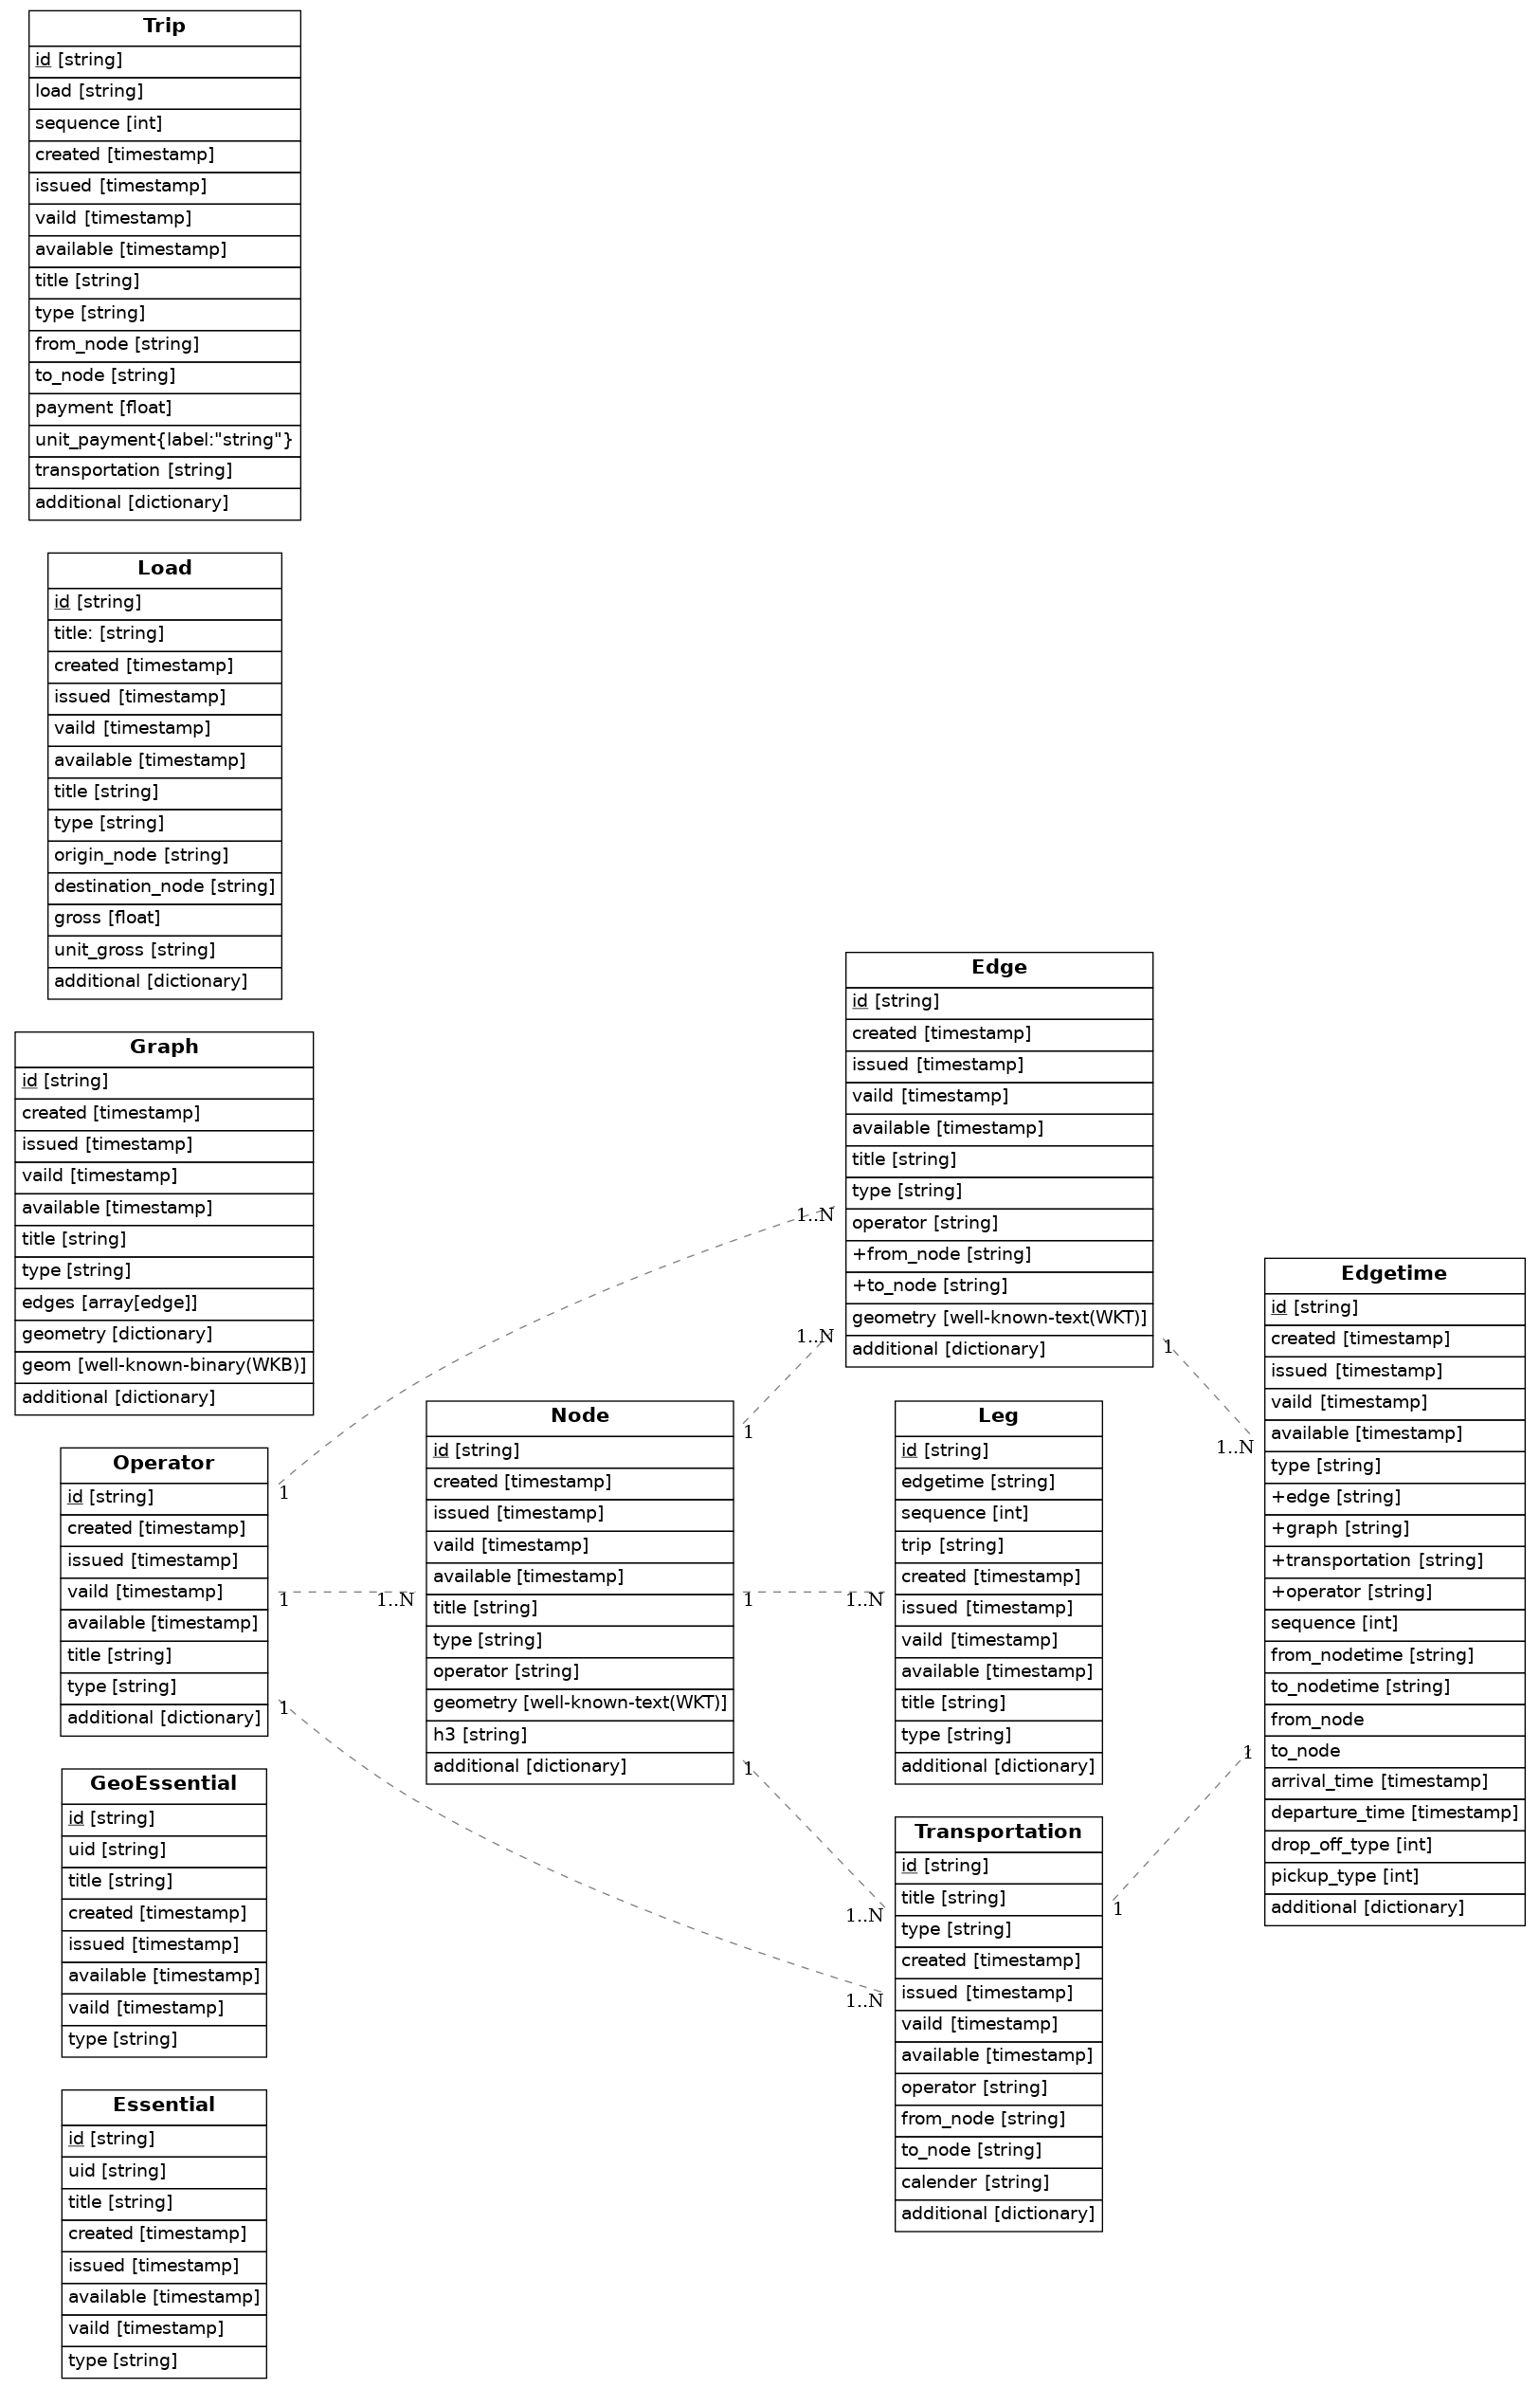 Trip
id [string]
load [string]
sequence [int]
created [timestamp]
issued [timestamp]
vaild [timestamp]
available [timestamp]
title [string]
type [string]
from_node [string]
to_node [string]
payment [float]
unit_payment{label:"string"}
transportation [string]
additional [dictionary]
Load
id [string]
title: [string]
created [timestamp]
issued [timestamp]
vaild [timestamp]
available [timestamp]
title [string]
type [string]
origin_node [string]
destination_node [string]
gross [float]
unit_gross [string]
additional [dictionary]
Graph
id [string]
created [timestamp]
issued [timestamp]
vaild [timestamp]
available [timestamp]
title [string]
type [string]
edges [array[edge]]
geometry [dictionary]
geom [well-known-binary(WKB)]
additional [dictionary]
Operator
id [string]
created [timestamp]
issued [timestamp]
vaild [timestamp]
available [timestamp]
title [string]
type [string]
additional [dictionary]
GeoEssential
id [string]
uid [string]
title [string]
created [timestamp]
issued [timestamp]
available [timestamp]
vaild [timestamp]
type [string]
Essential
id [string]
uid [string]
title [string]
created [timestamp]
issued [timestamp]
available [timestamp]
vaild [timestamp]
type [string]
1
1
1
1..N
Node
id [string]
created [timestamp]
issued [timestamp]
vaild [timestamp]
available [timestamp]
title [string]
type [string]
operator [string]
geometry [well-known-text(WKT)]
h3 [string]
additional [dictionary]
1
1
1
1..N
1..N
1..N
1..N
1..N
Edge
id [string]
created [timestamp]
issued [timestamp]
vaild [timestamp]
available [timestamp]
title [string]
type [string]
operator [string]
+from_node [string]
+to_node [string]
geometry [well-known-text(WKT)]
additional [dictionary]
Leg
id [string]
edgetime [string]
sequence [int]
trip [string]
created [timestamp]
issued [timestamp]
vaild [timestamp]
available [timestamp]
title [string]
type [string]
additional [dictionary]
Transportation
id [string]
title [string]
type [string]
created [timestamp]
issued [timestamp]
vaild [timestamp]
available [timestamp]
operator [string]
from_node [string]
to_node [string]
calender [string]
additional [dictionary]
1
1..N
1
1
Edgetime
id [string]
created [timestamp]
issued [timestamp]
vaild [timestamp]
available [timestamp]
type [string]
+edge [string]
+graph [string]
+transportation [string]
+operator [string]
sequence [int]
from_nodetime [string]
to_nodetime [string]
from_node
to_node
arrival_time [timestamp]
departure_time [timestamp]
drop_off_type [int]
pickup_type [int]
additional [dictionary]